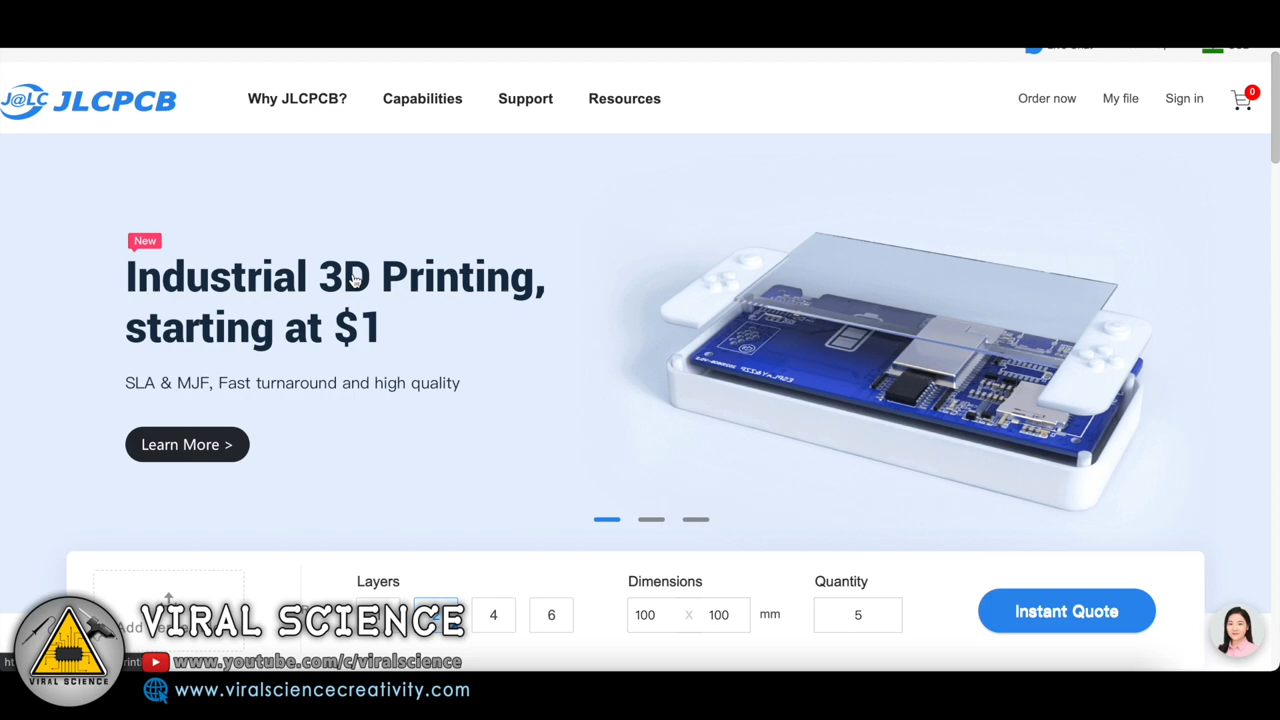 J@LC JLCPCB
Why JLCPCB?
Capabilities
Support
Resources
Order now
My file
Sign in
0
New
Industrial 3D Printing,
starting at $1
SLA & MJF, Fast turnaround and high quality
Learn More >
Layers
Dimensions
Quantity
2
4
6
100 x 100 mm
5
Instant Quote
VIRAL SCIENCE
www.youtube.com/c/viralscience
www.viralsciencecreativity.com
VIRAL SCIENCE